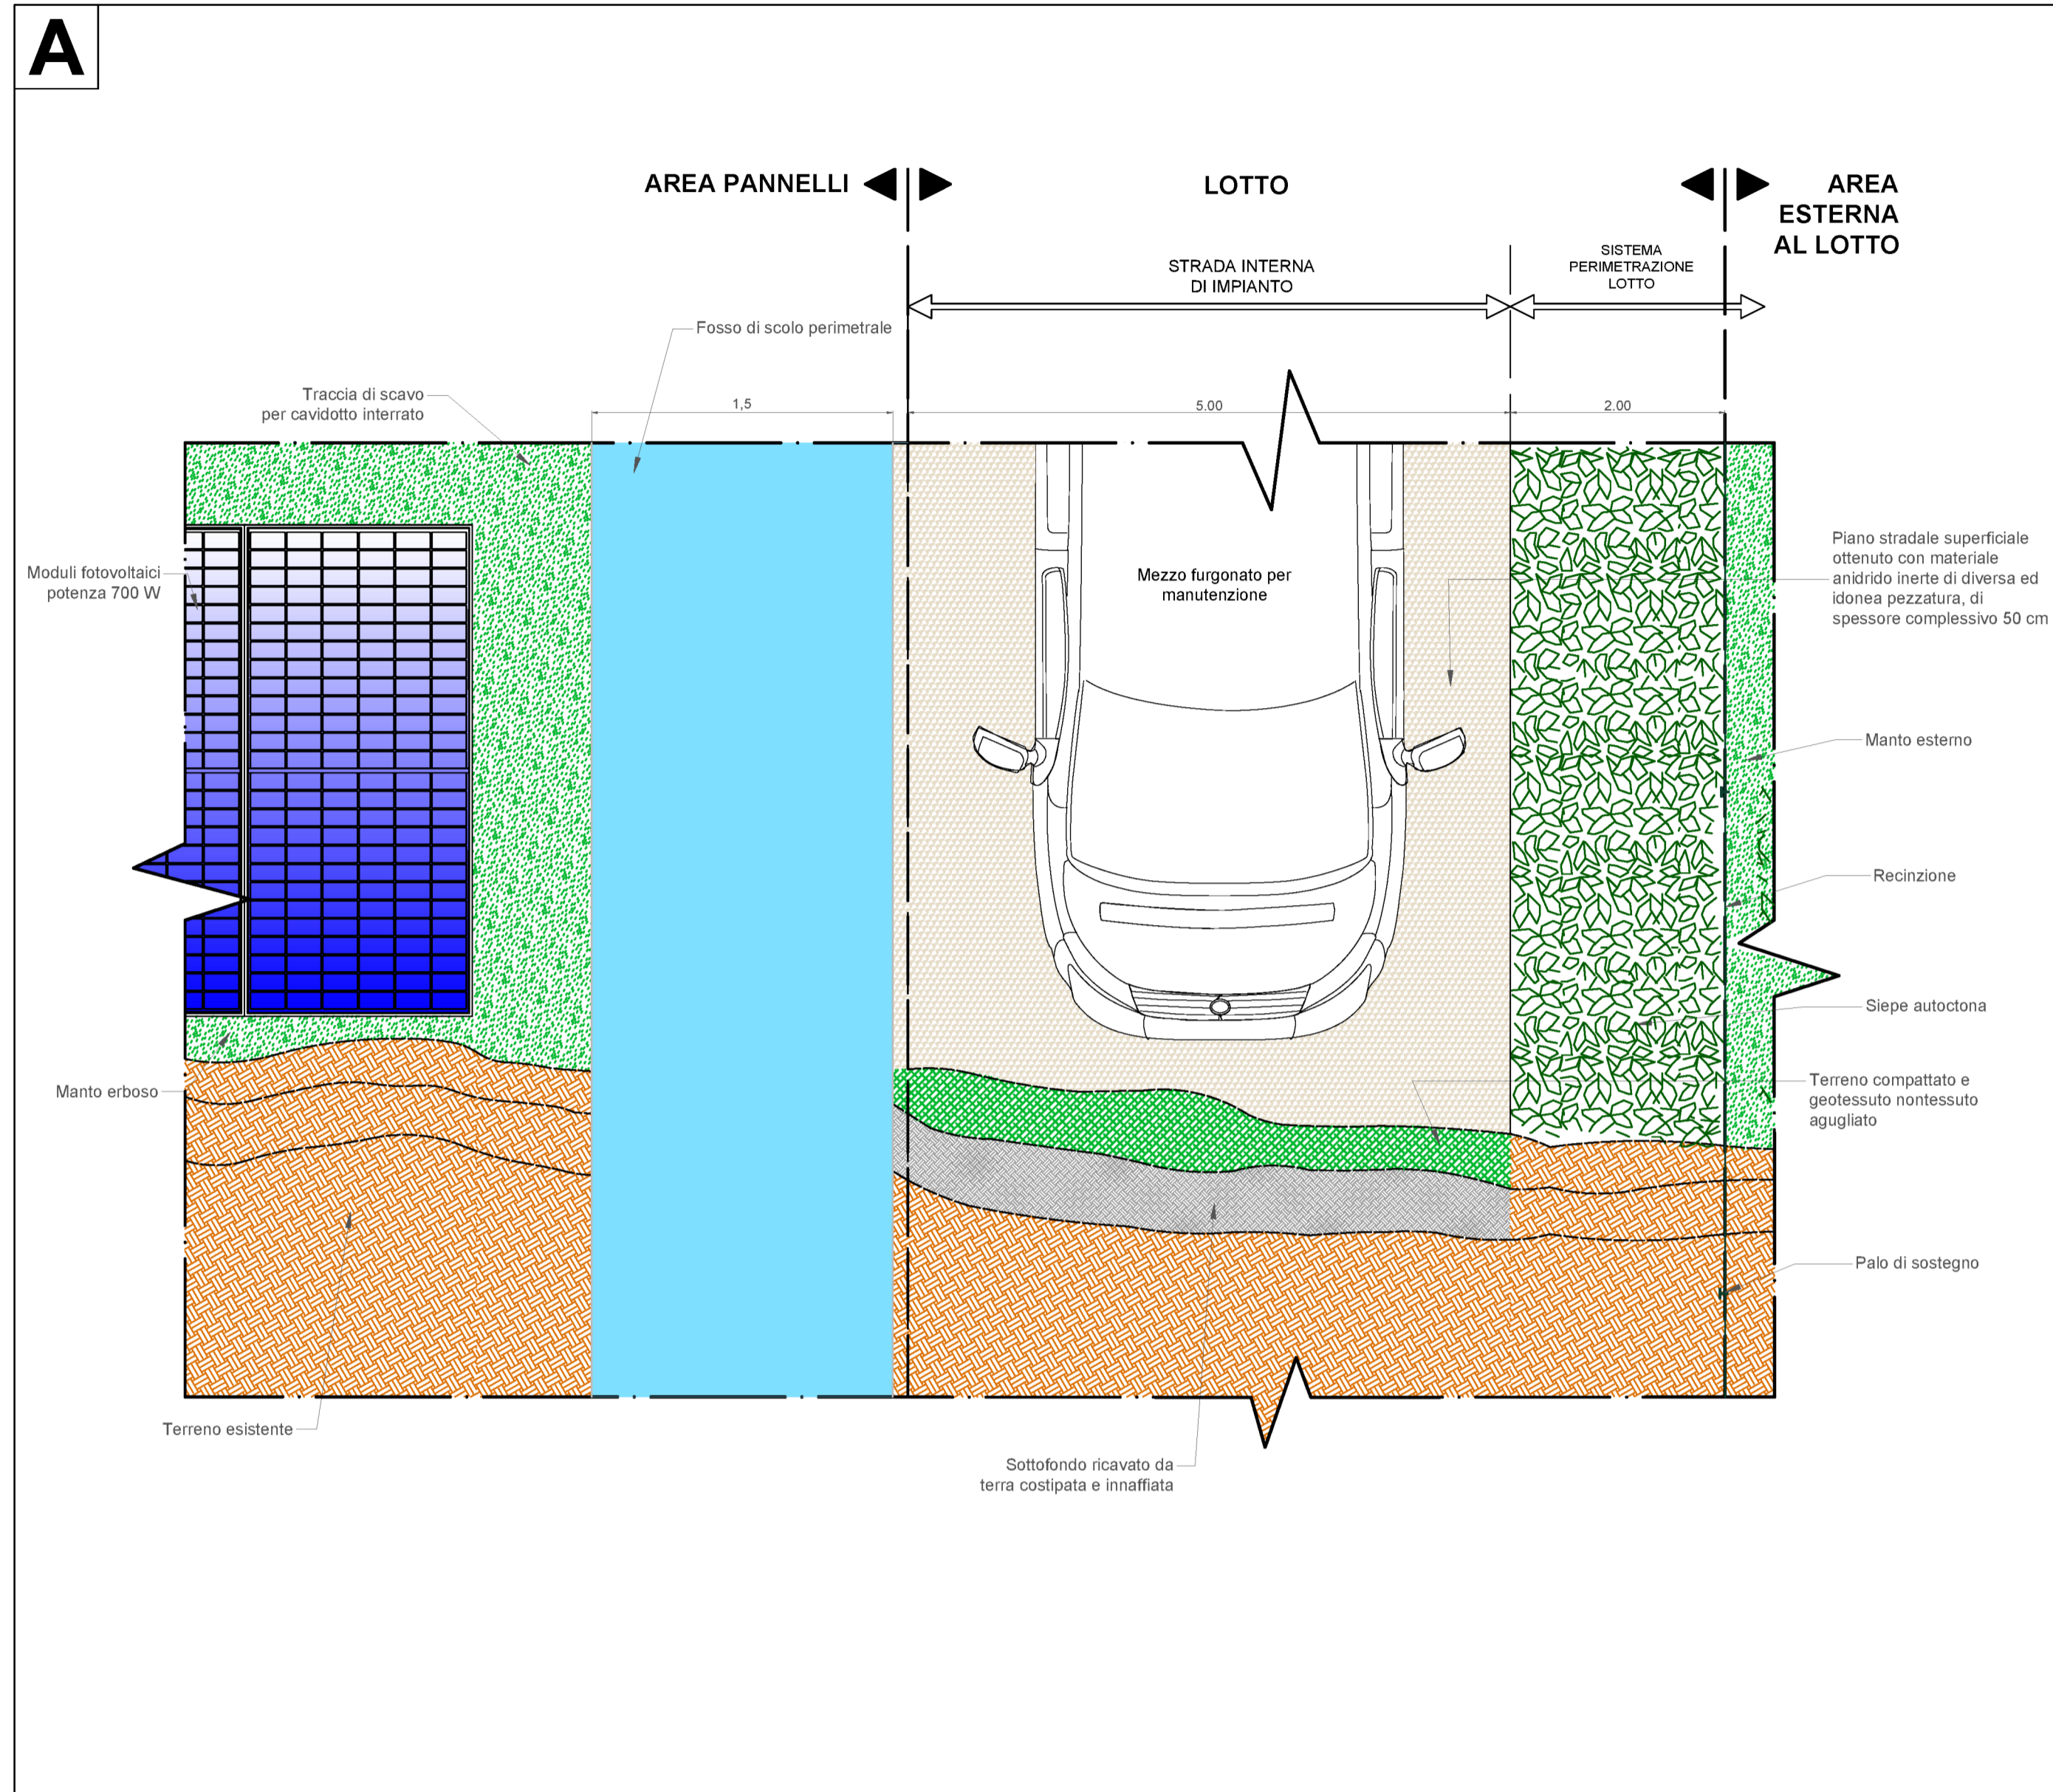 A
AREA PANNELLI
LOTTO
AREA
ESTERNA
AL LOTTO
STRADA INTERNA
DI IMPIANTO
SISTEMA
PERIMETRAZIONE
LOTTO
Fosso di scolo perimetrale
Traccia di scavo
per cavidotto interrato
1,5
5.00
2.00
Moduli fotovoltaici
potenza 700 W
Mezzo furgonato per
manutenzione
Piano stradale superficiale
ottenuto con materiale
anidrido inerte di diversa ed
idonea pezzatura, di
spessore complessivo 50 cm
Manto esterno
Recinzione
Siepe autoctona
Manto erboso
Terreno compattato e
geotessuto nontessuto
agugliato
Palo di sostegno
Terreno esistente
Sottofondo ricavato da
terra costipata e innaffiata